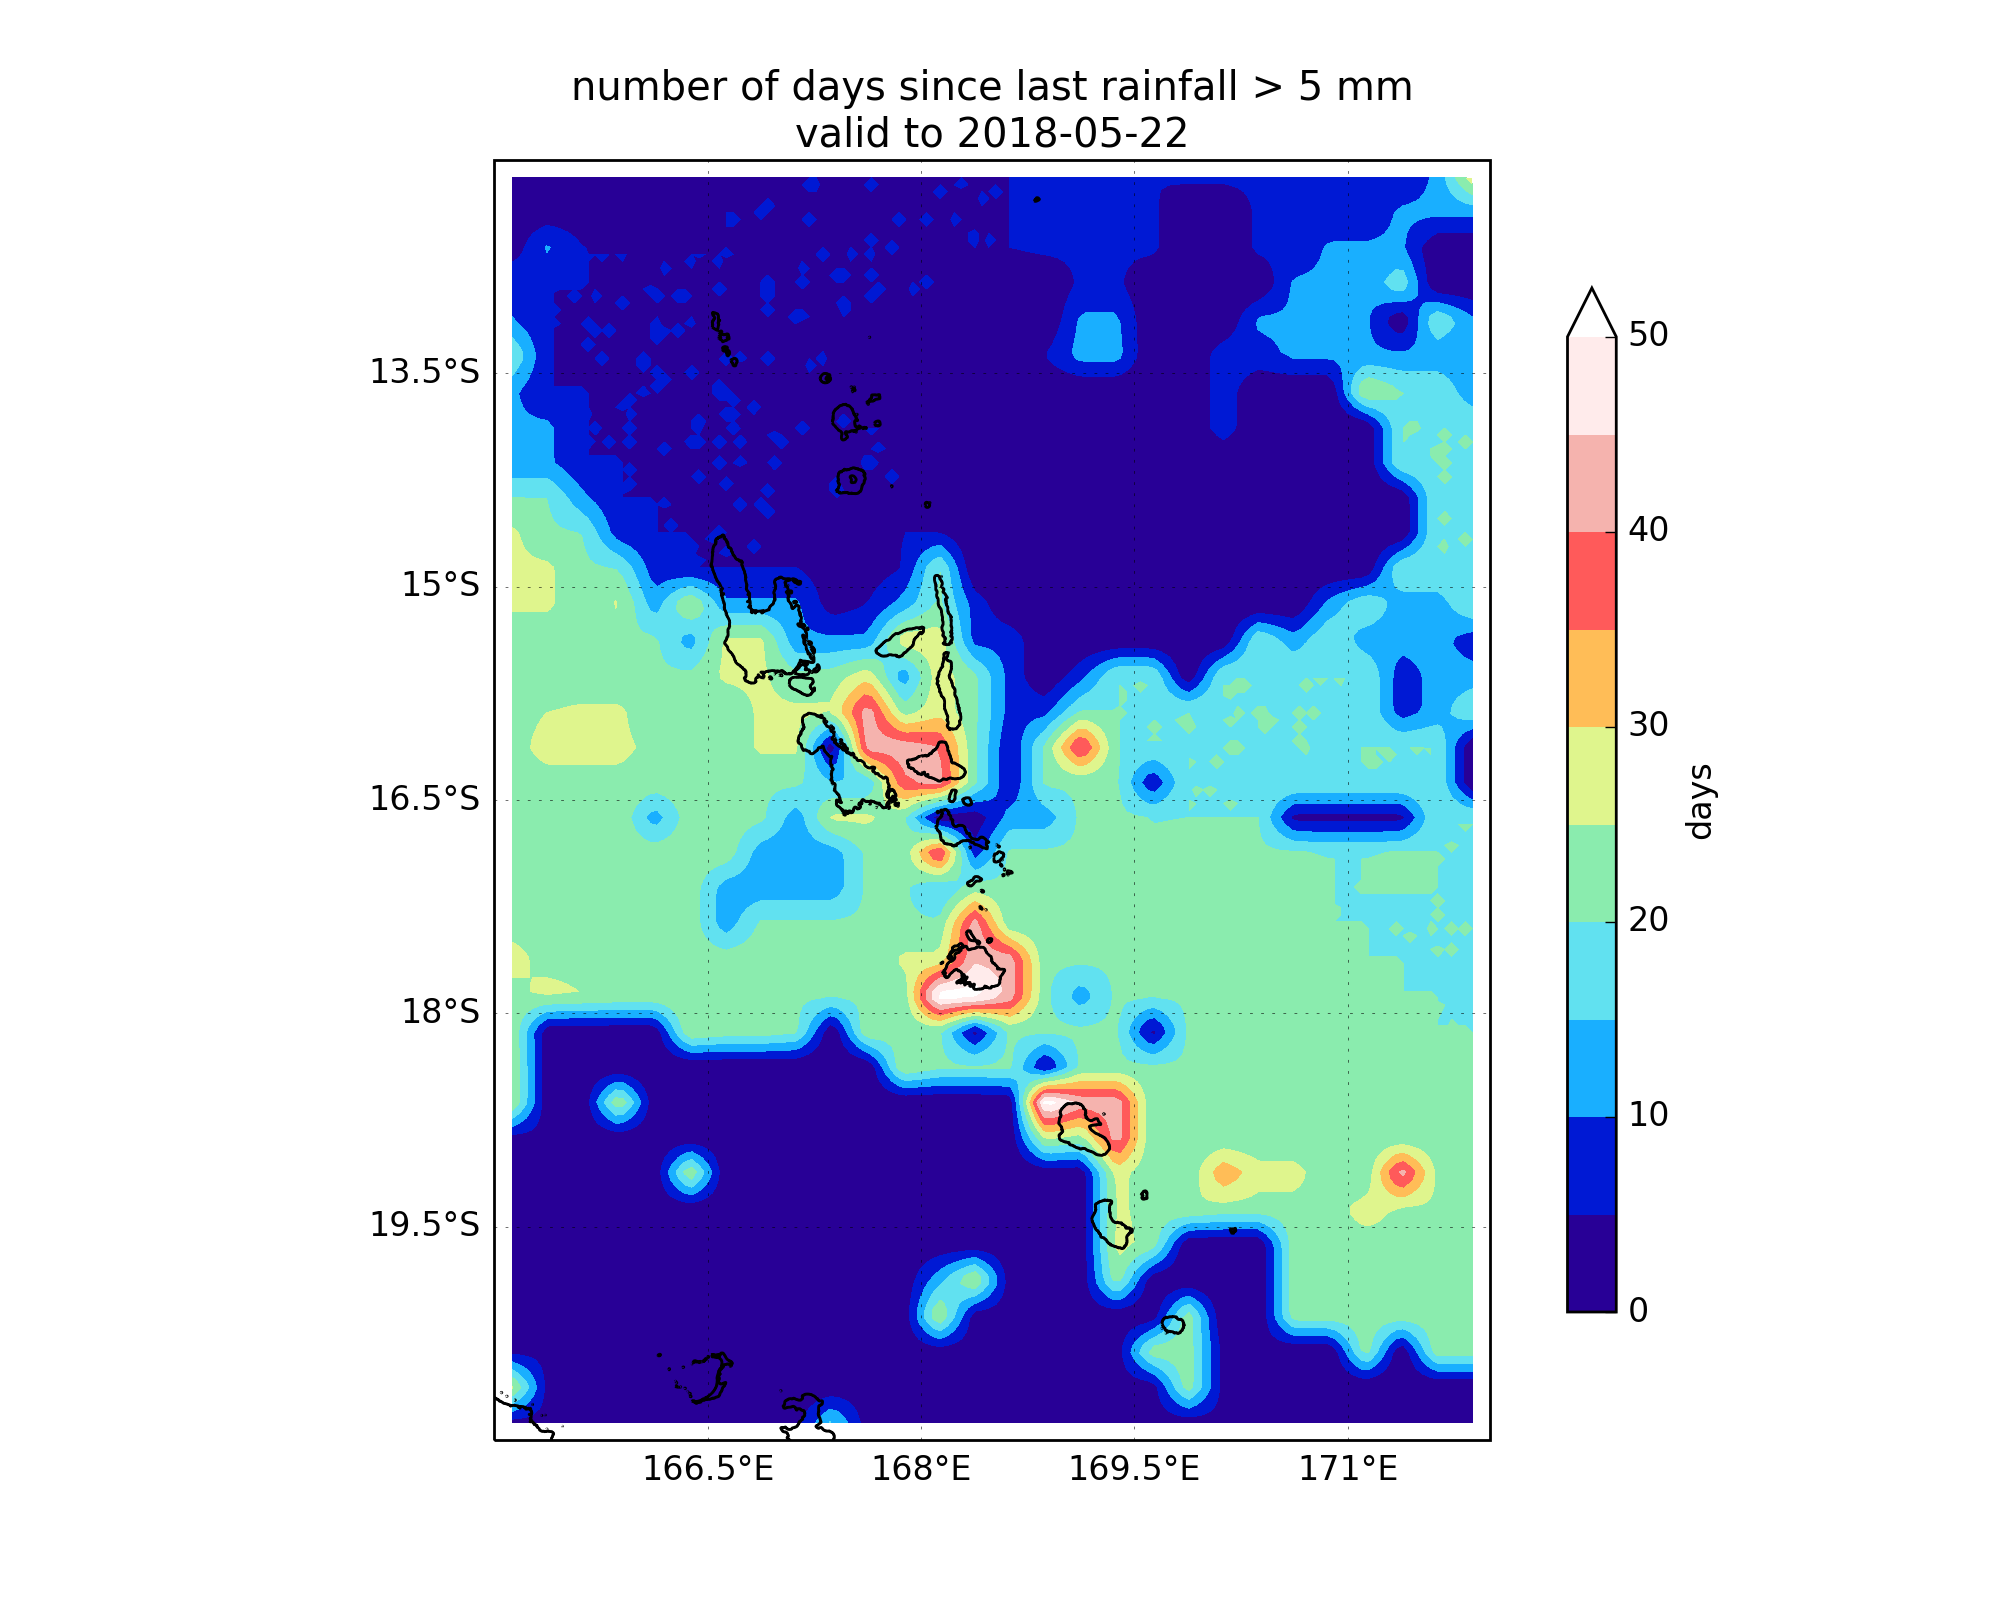 number of days since last rainfall > 5 mm
valid to 2018-05-22
13.5°S
15°S
16.5°S
18°S
19.5°S
166.5°E
168°E
169.5°E
171°E
50
40
30
20
10
0
days